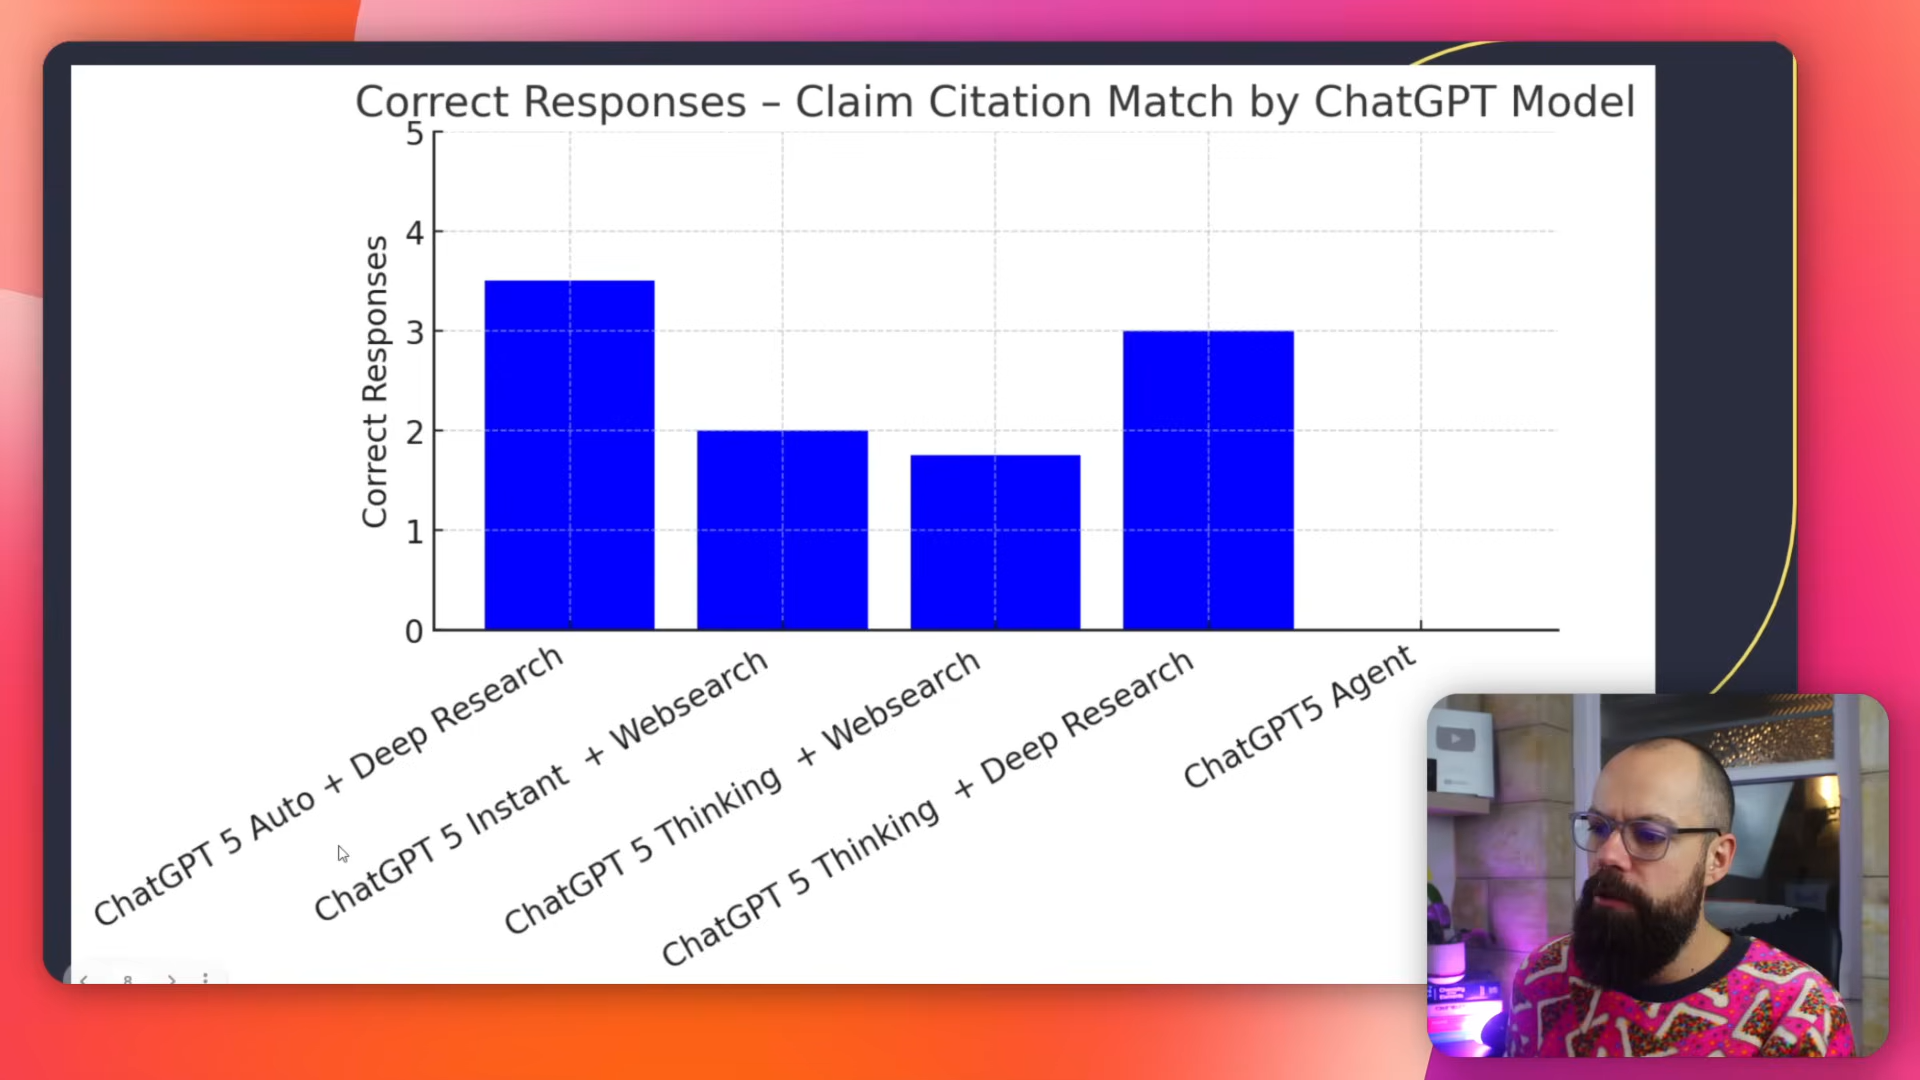 Correct Responses – Claim Citation Match by ChatGPT Model
Correct Responses
5
4
3
2
1
0
ChatGPT 5 Auto + Deep Research
ChatGPT 5 Instant + Websearch
ChatGPT 5 Thinking + Websearch
ChatGPT 5 Thinking + Deep Research
ChatGPT5 Agent
8